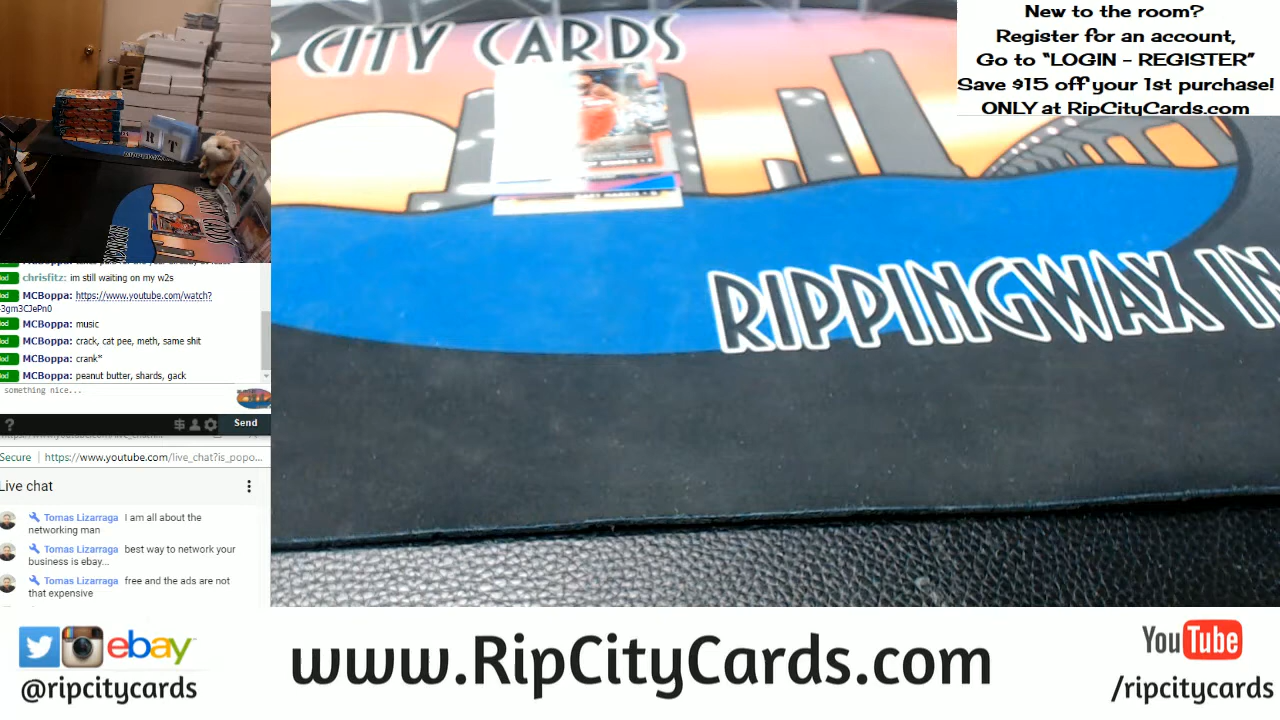 CITY CARDS
RIPPINGWAX IN
New to the room?
Register for an account,
Go to “LOGIN - REGISTER”
Save $15 off your 1st purchase!
ONLY at RipCityCards.com
R T
chrisfitz: im still waiting on my w2s
MCBoppa: https://www.youtube.com/watch?
-3gm3CJePn0
MCBoppa: music
MCBoppa: crack, cat pee, meth, same shit
MCBoppa: crank*
MCBoppa: peanut butter, shards, gack
something nice...
? $ Send
Secure | https://www.youtube.com/live_chat?is_popo...
Live chat
Tomas Lizarraga I am all about the
networking man
Tomas Lizarraga best way to network your
business is ebay...
Tomas Lizarraga free and the ads are not
that expensive
ebay
@ripcitycards
www.RipCityCards.com
YouTube
/ripcitycards